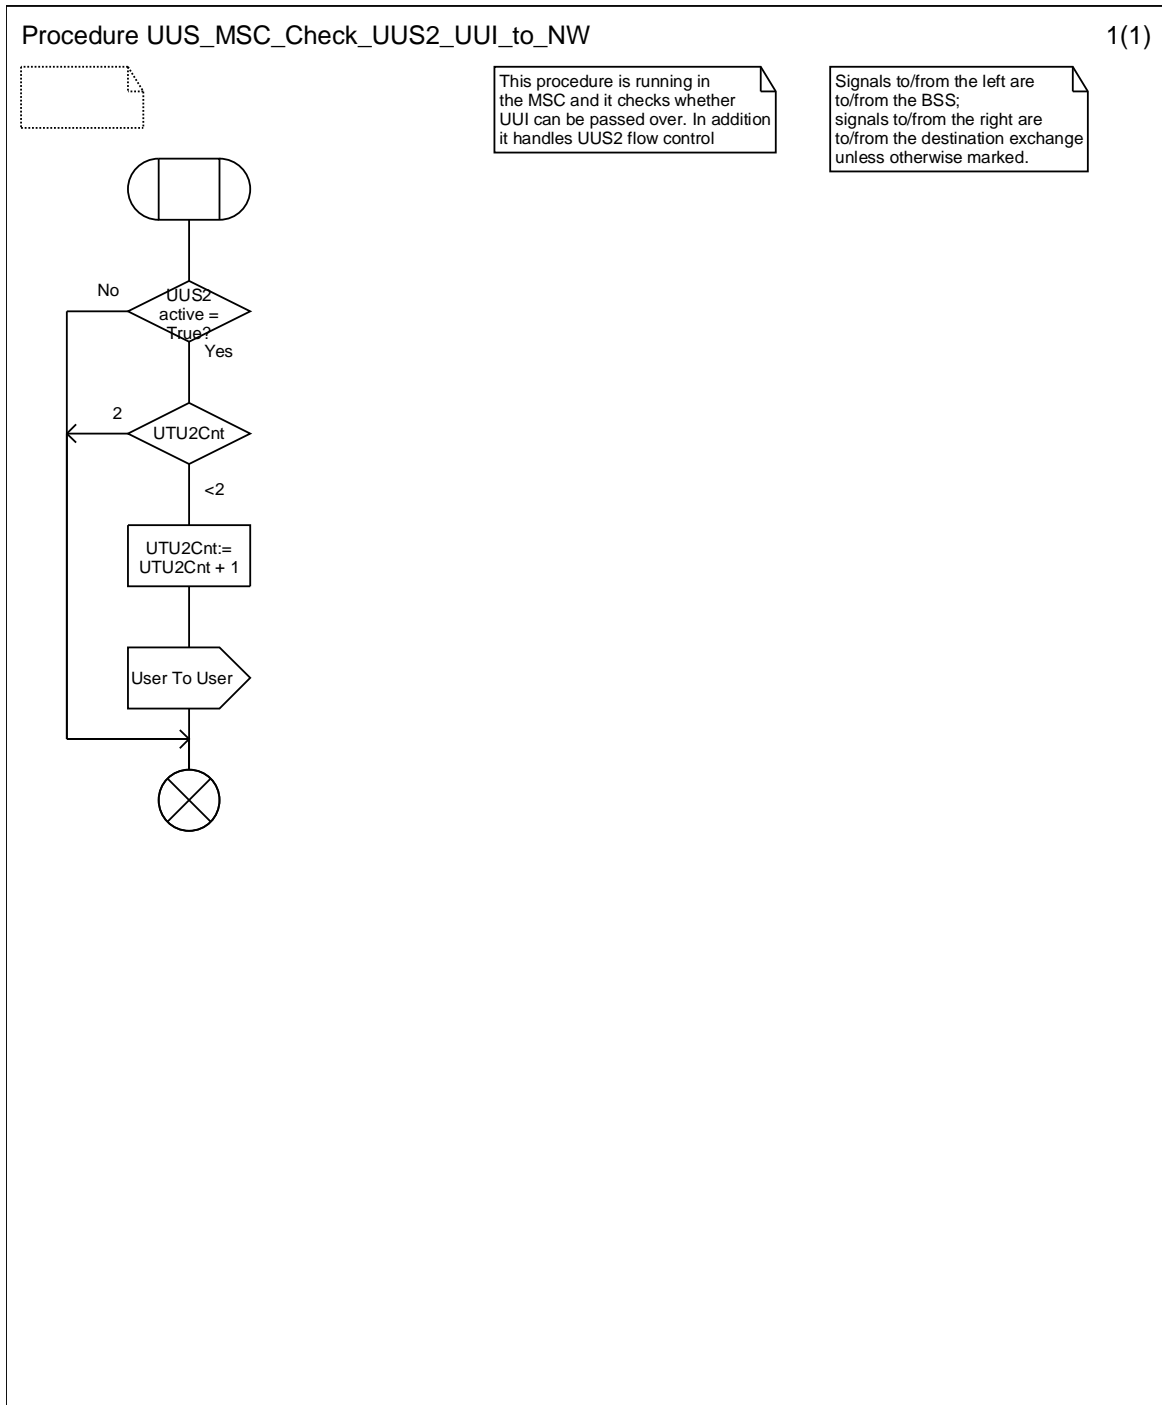 Procedure UUS_MSC_Check_UUS2_UUI_to_NW
1(1)
This procedure is running in
the MSC and it checks whether
UUI can be passed over. In addition
it handles UUS2 flow control
Signals to/from the left are
to/from the BSS;
signals to/from the right are
to/from the destination exchange
unless otherwise marked.
No
UUS2
active =
True?
Yes
2
UTU2Cnt
<2
UTU2Cnt:=
UTU2Cnt + 1
User To User